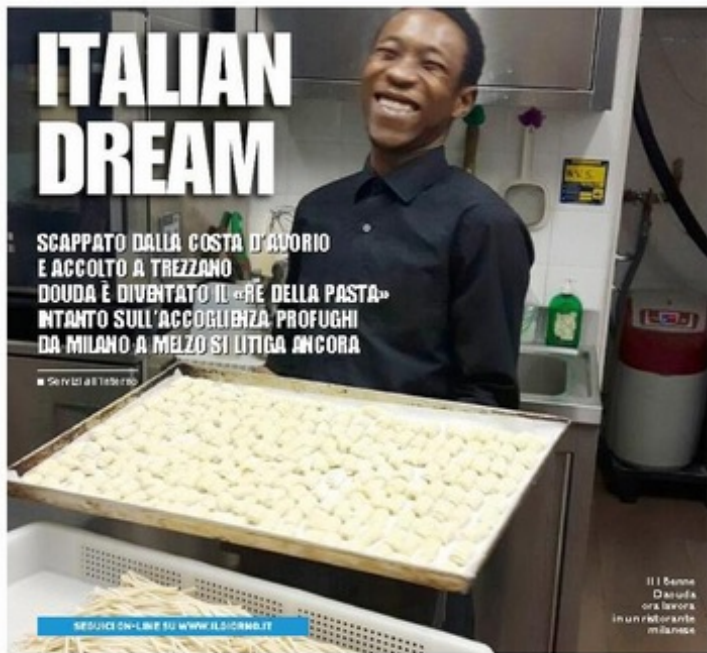 ITALIAN
DREAM
SCAPPATO DALLA COSTA D'AVORIO
E ACCOLTO A TREZZANO
DOUDA È DIVENTATO IL «RE DELLA PASTA»
INTANTO SULL'ACCOGLIENZA PROFUGHI
DA MILANO A MELZO SI LITIGA ANCORA
■ Servizi all'interno
ora lavora
in un ristorante
milanese
SEGUICI ON-LINE SU WWW.ILGIORNO.IT